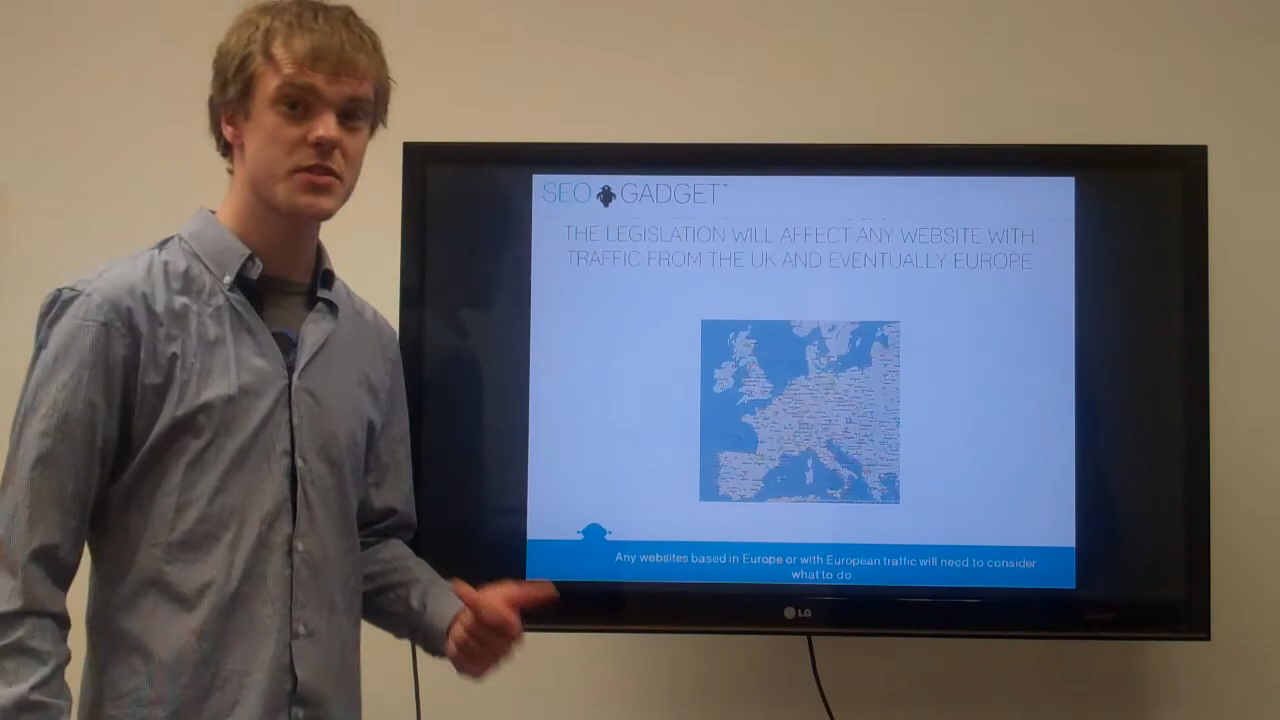 SEO GADGET™
THE LEGISLATION WILL AFFECT ANY WEBSITE WITH
TRAFFIC FROM THE UK AND EVENTUALLY EUROPE
Any websites based in Europe or with European traffic will need to consider
what to do.
LG